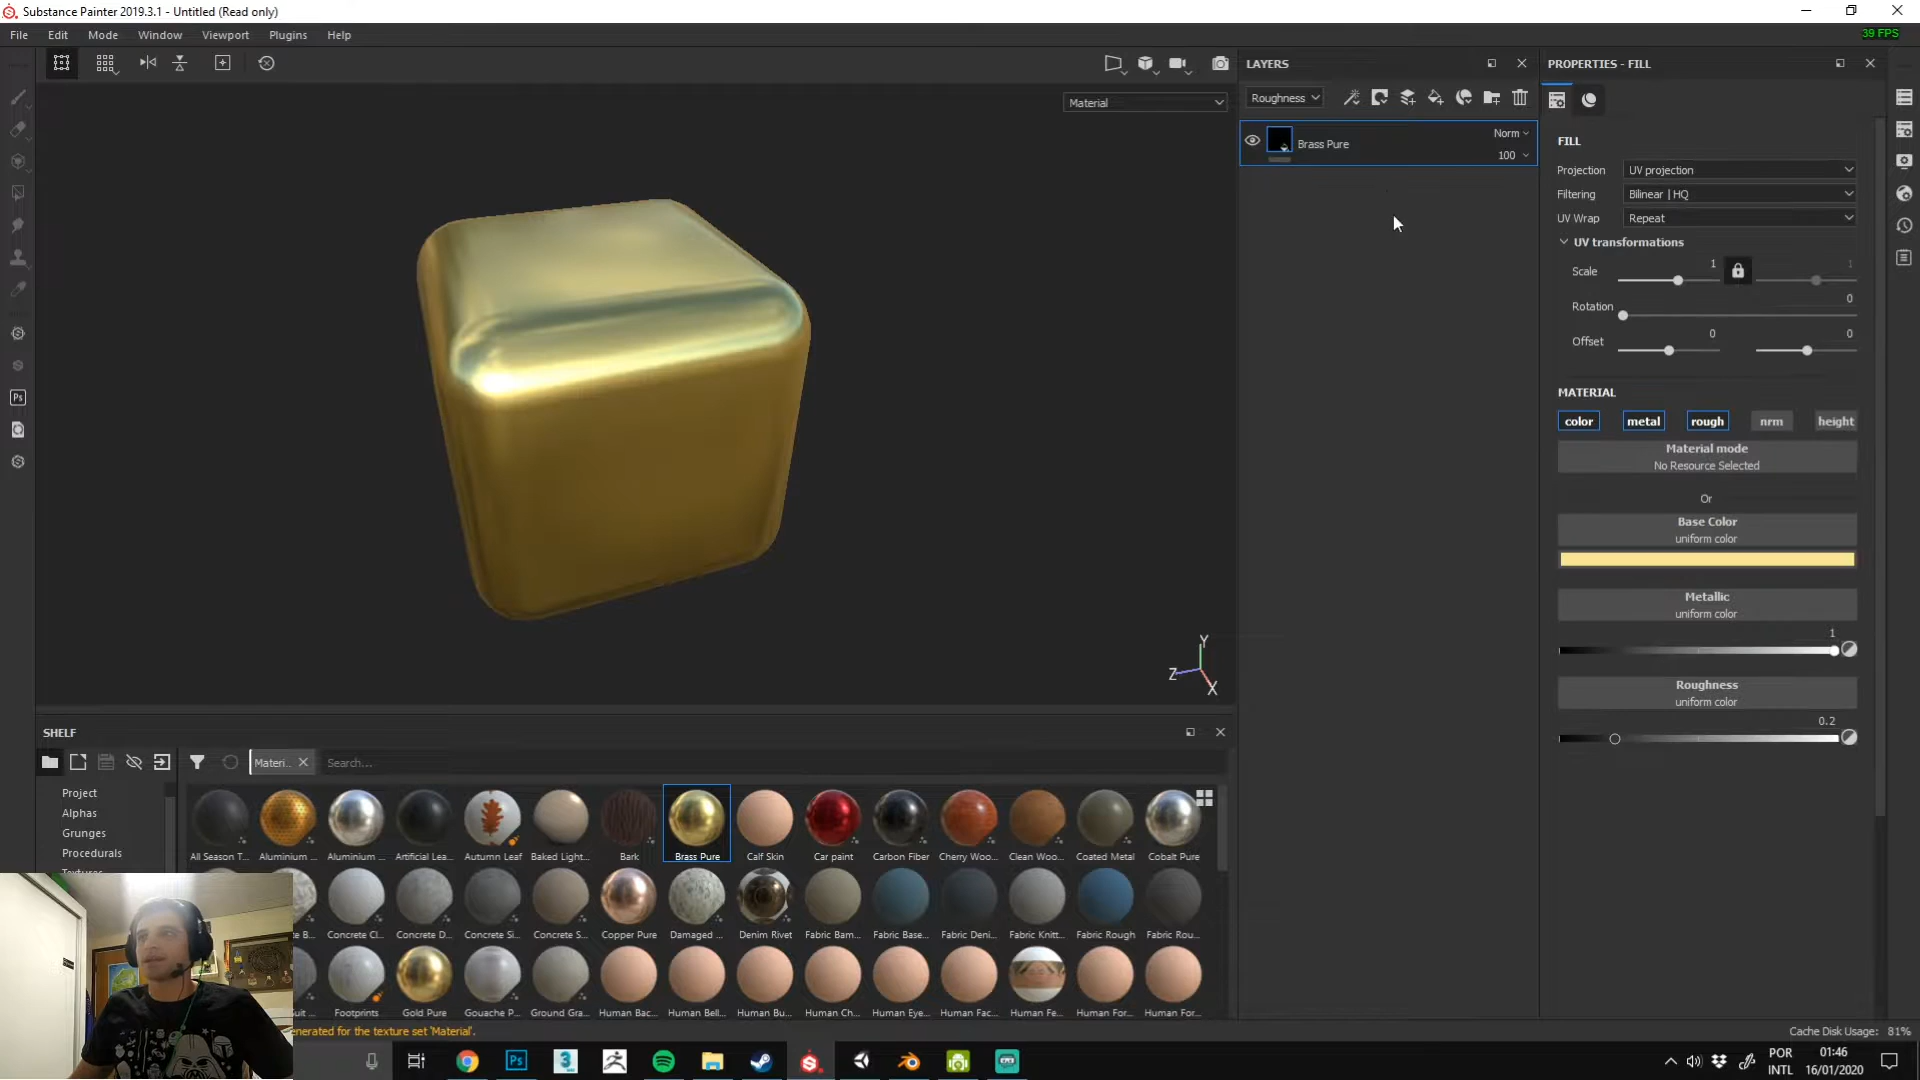 Substance Painter 2019.3.1 - Untitled (Read only)
File Edit Mode Window Viewport Plugins Help
39 FPS
Material
LAYERS
Roughness
Brass Pure
Norm
100
PROPERTIES - FILL
FILL
Projection UV projection
Filtering Bilinear | HQ
UV Wrap Repeat
UV transformations
Scale 1 1
Rotation 0
Offset 0 0
MATERIAL
color metal rough nrm height
Material mode
No Resource Selected
Or
Base Color
uniform color
Metallic
uniform color
1
Roughness
uniform color
0.2
Y
Z
X
SHELF
Materi.. Search...
Project
Alphas
Grunges
Procedurals
All Season T... Aluminium ... Aluminium ... Artificial Lea... Autumn Leaf Baked Light... Bark Brass Pure Calf Skin Car paint Carbon Fiber Cherry Woo... Clean Woo... Coated Metal Cobalt Pure
Concrete Cl... Concrete D... Concrete Si... Concrete S... Copper Pure Damaged ... Denim Rivet Fabric Bam... Fabric Base... Fabric Deni... Fabric Knitt... Fabric Rough Fabric Rou...
Footprints Gold Pure Gouache P... Ground Gra... Human Bac... Human Bell... Human Bu... Human Ch... Human Eye... Human Fac... Human Fe... Human For... Human For...
enerated for the texture set 'Material'.
Cache Disk Usage: 81%
Ps
Ps
3
POR
INTL
01:46
16/01/2020